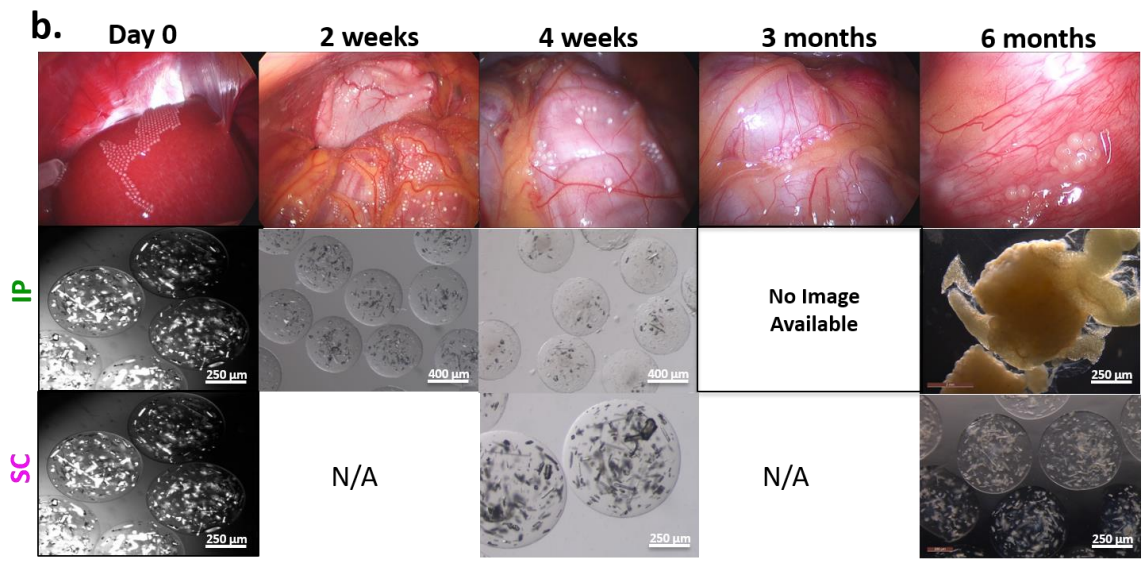 b.
Day 0
2 weeks
4 weeks
3 months
6 months
IP
250 µm
400 µm
400 µm
No Image
Available
250 µm
SC
250 µm
N/A
250 µm
N/A
250 µm